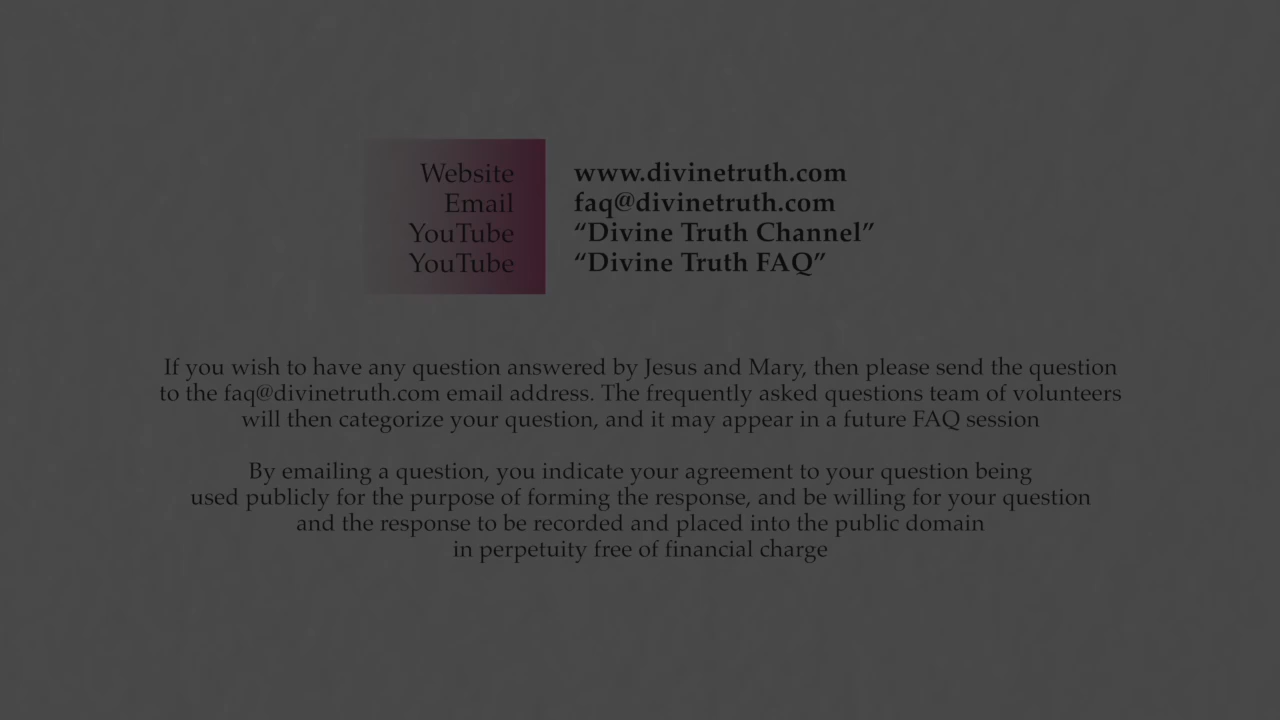 Website www.divinetruth.com
Email faq@divinetruth.com
YouTube “Divine Truth Channel”
YouTube “Divine Truth FAQ”
If you wish to have any question answered by Jesus and Mary, then please send the question
to the faq@divinetruth.com email address. The frequently asked questions team of volunteers
will then categorize your question, and it may appear in a future FAQ session
By emailing a question, you indicate your agreement to your question being
used publicly for the purpose of forming the response, and be willing for your question
and the response to be recorded and placed into the public domain
in perpetuity free of financial charge